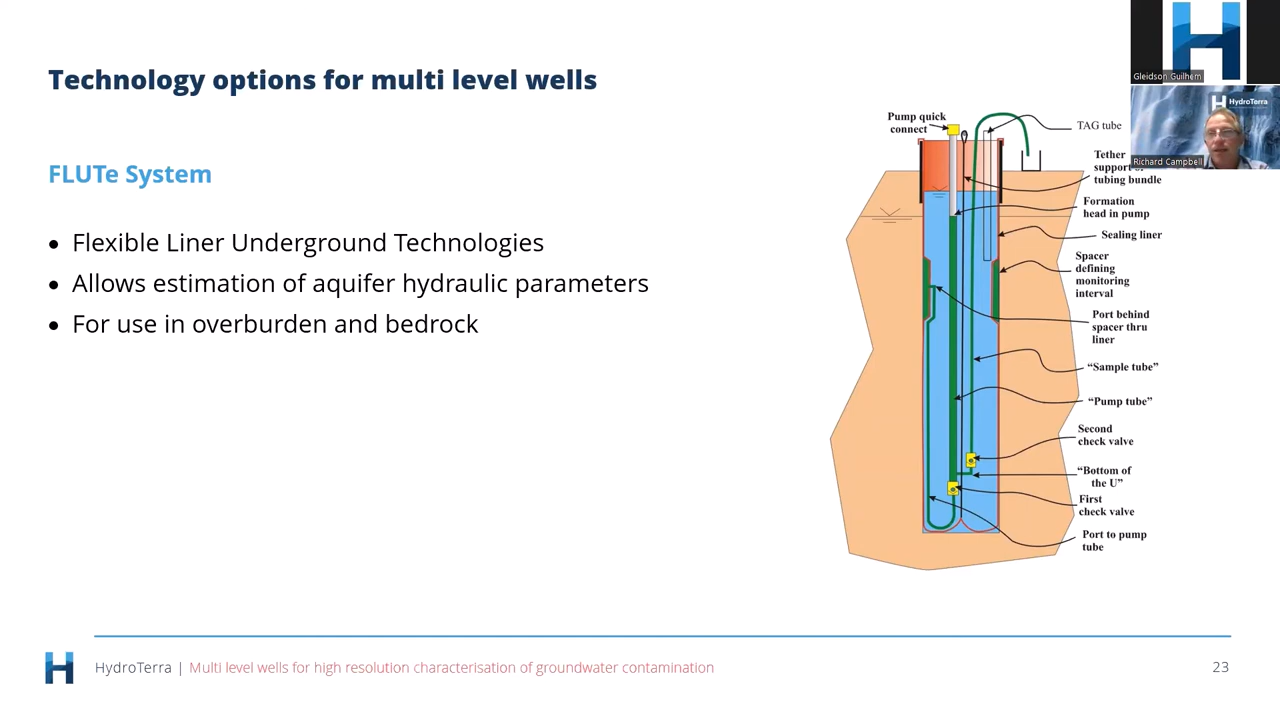 Technology options for multi level wells
FLUTe System
• Flexible Liner Underground Technologies
• Allows estimation of aquifer hydraulic parameters
• For use in overburden and bedrock
Pump quick
connect
TAG tube
Tether
support
tubing bundle
Formation
head in pump
Sealing liner
Spacer
defining
monitoring
interval
Port behind
spacer thru
liner
“Sample tube”
“Pump tube”
Second
check valve
“Bottom of
the U”
First
check valve
Port to pump
tube
Gleidson Guilhem
HydroTerra
Richard Campbell
HydroTerra | Multi level wells for high resolution characterisation of groundwater contamination
23